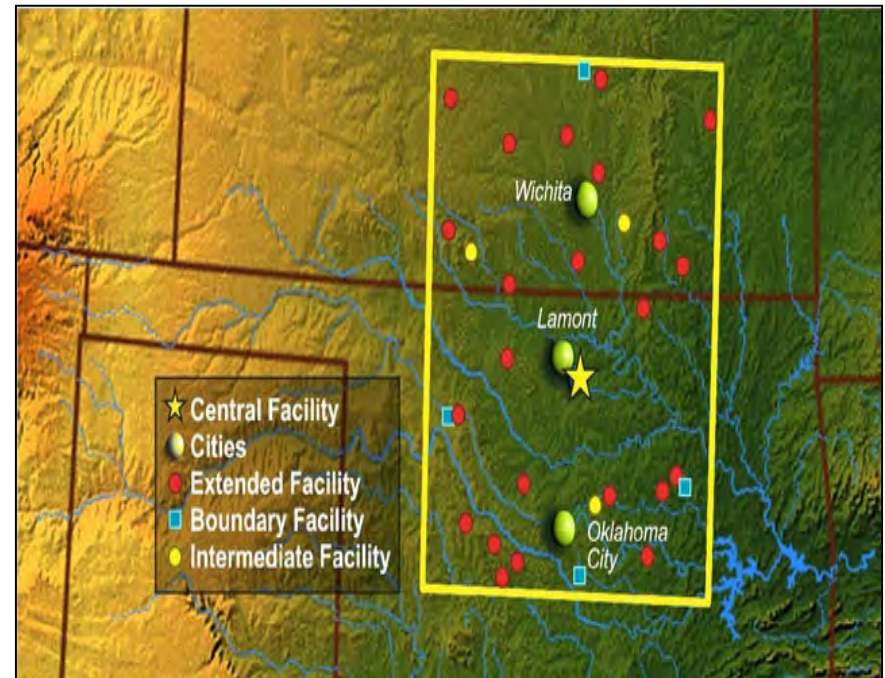 Wichita
Lamont
Central Facility
Cities
Extended Facility
Boundary Facility
Intermediate Facility
Oklahoma
City